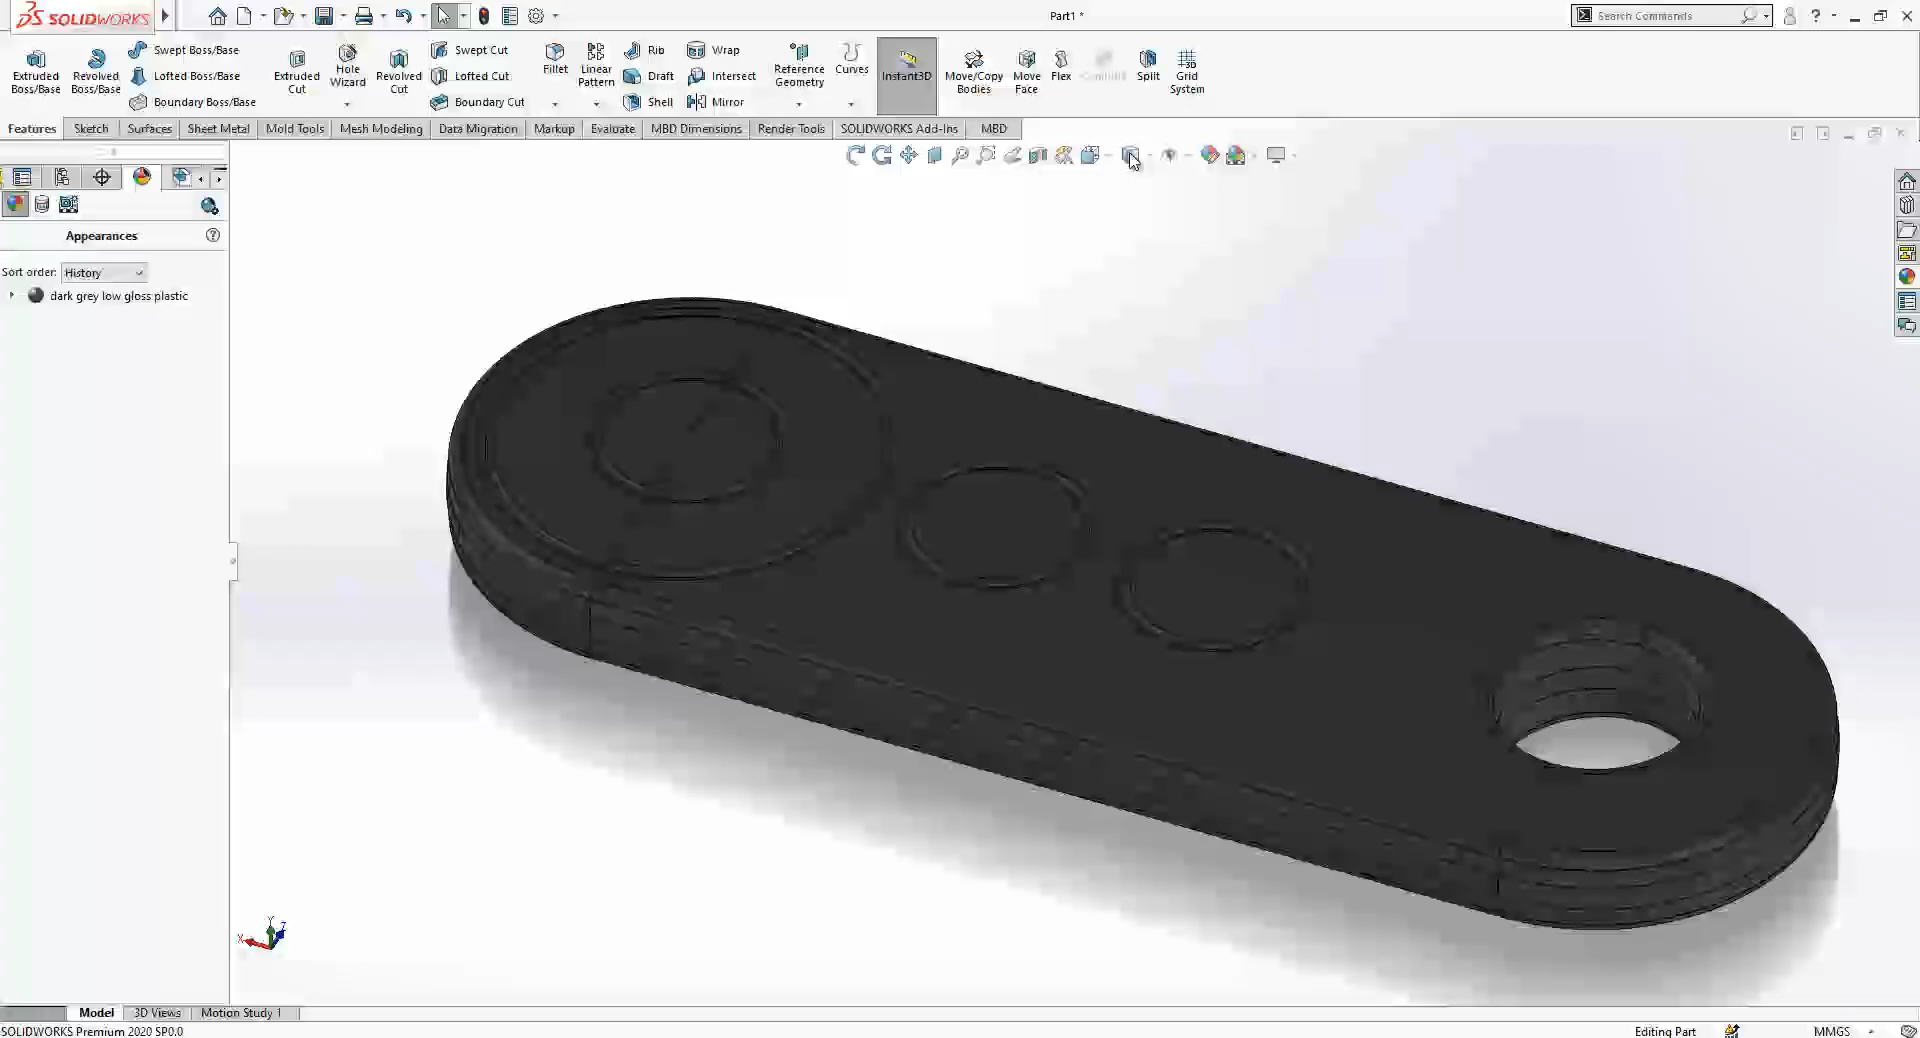 SOLIDWORKS
Part1 *
Search Commands
Extruded Boss/Base
Revolved Boss/Base
Swept Boss/Base
Lofted Boss/Base
Boundary Boss/Base
Extruded Cut
Hole Wizard
Revolved Cut
Swept Cut
Lofted Cut
Boundary Cut
Fillet
Linear Pattern
Rib
Draft
Shell
Wrap
Intersect
Mirror
Reference Geometry
Curves
Instant3D
Move/Copy Bodies
Move Face
Flex
Split
Grid System
Features
Sketch
Surfaces
Sheet Metal
Mold Tools
Mesh Modeling
Data Migration
Markup
Evaluate
MBD Dimensions
Render Tools
SOLIDWORKS Add-Ins
MBD
Appearances
Sort order: History
dark grey low gloss plastic
Y
Z
X
Model
3D Views
Motion Study 1
SOLIDWORKS Premium 2020 SP0.0
Editing Part
MMGS